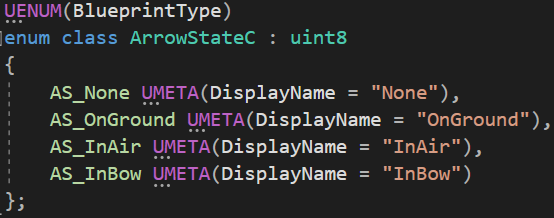 UENUM(BlueprintType)
enum class ArrowStateC : uint8
{
    AS_None UMETA(DisplayName = "None"),
    AS_OnGround UMETA(DisplayName = "OnGround"),
    AS_InAir UMETA(DisplayName = "InAir"),
    AS_InBow UMETA(DisplayName = "InBow")
};